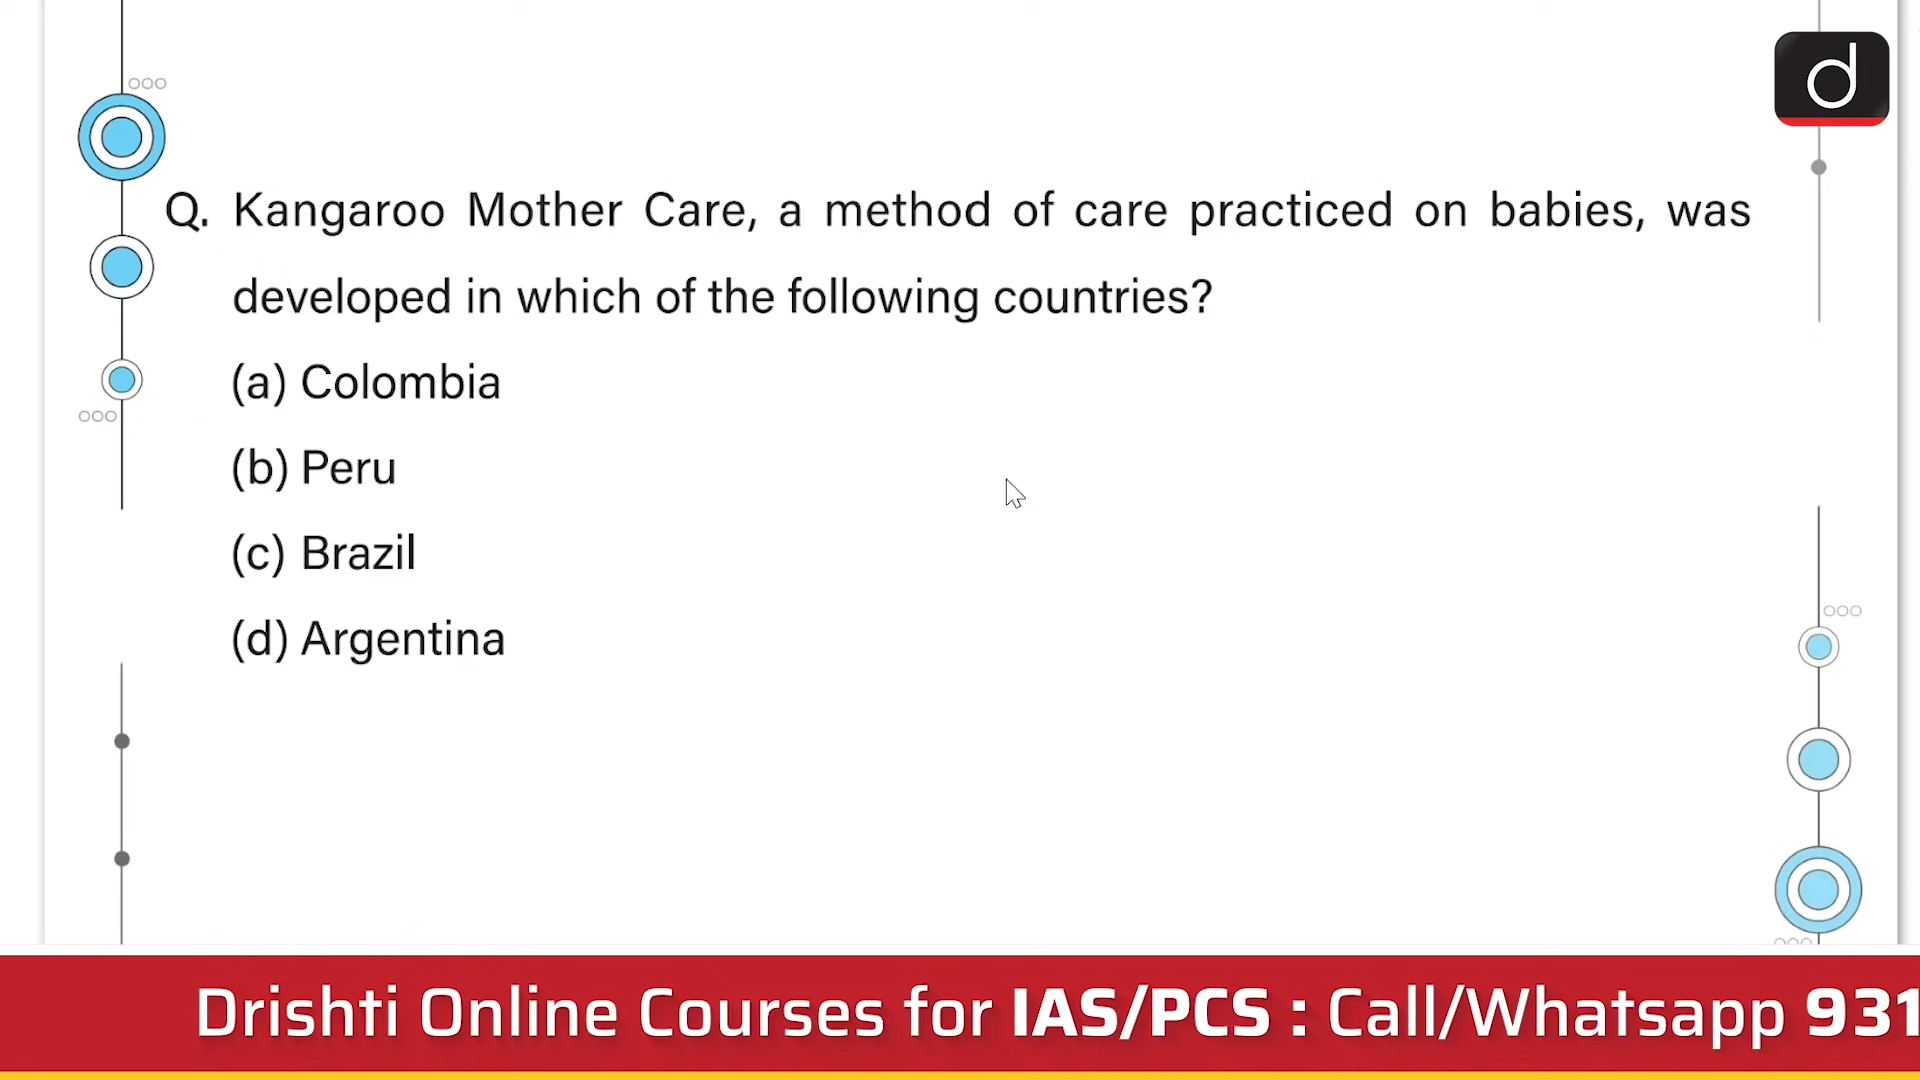 d
Q. Kangaroo Mother Care, a method of care practiced on babies, was
developed in which of the following countries?
(a) Colombia
(b) Peru
(c) Brazil
(d) Argentina
Drishti Online Courses for IAS/PCS : Call/Whatsapp 931